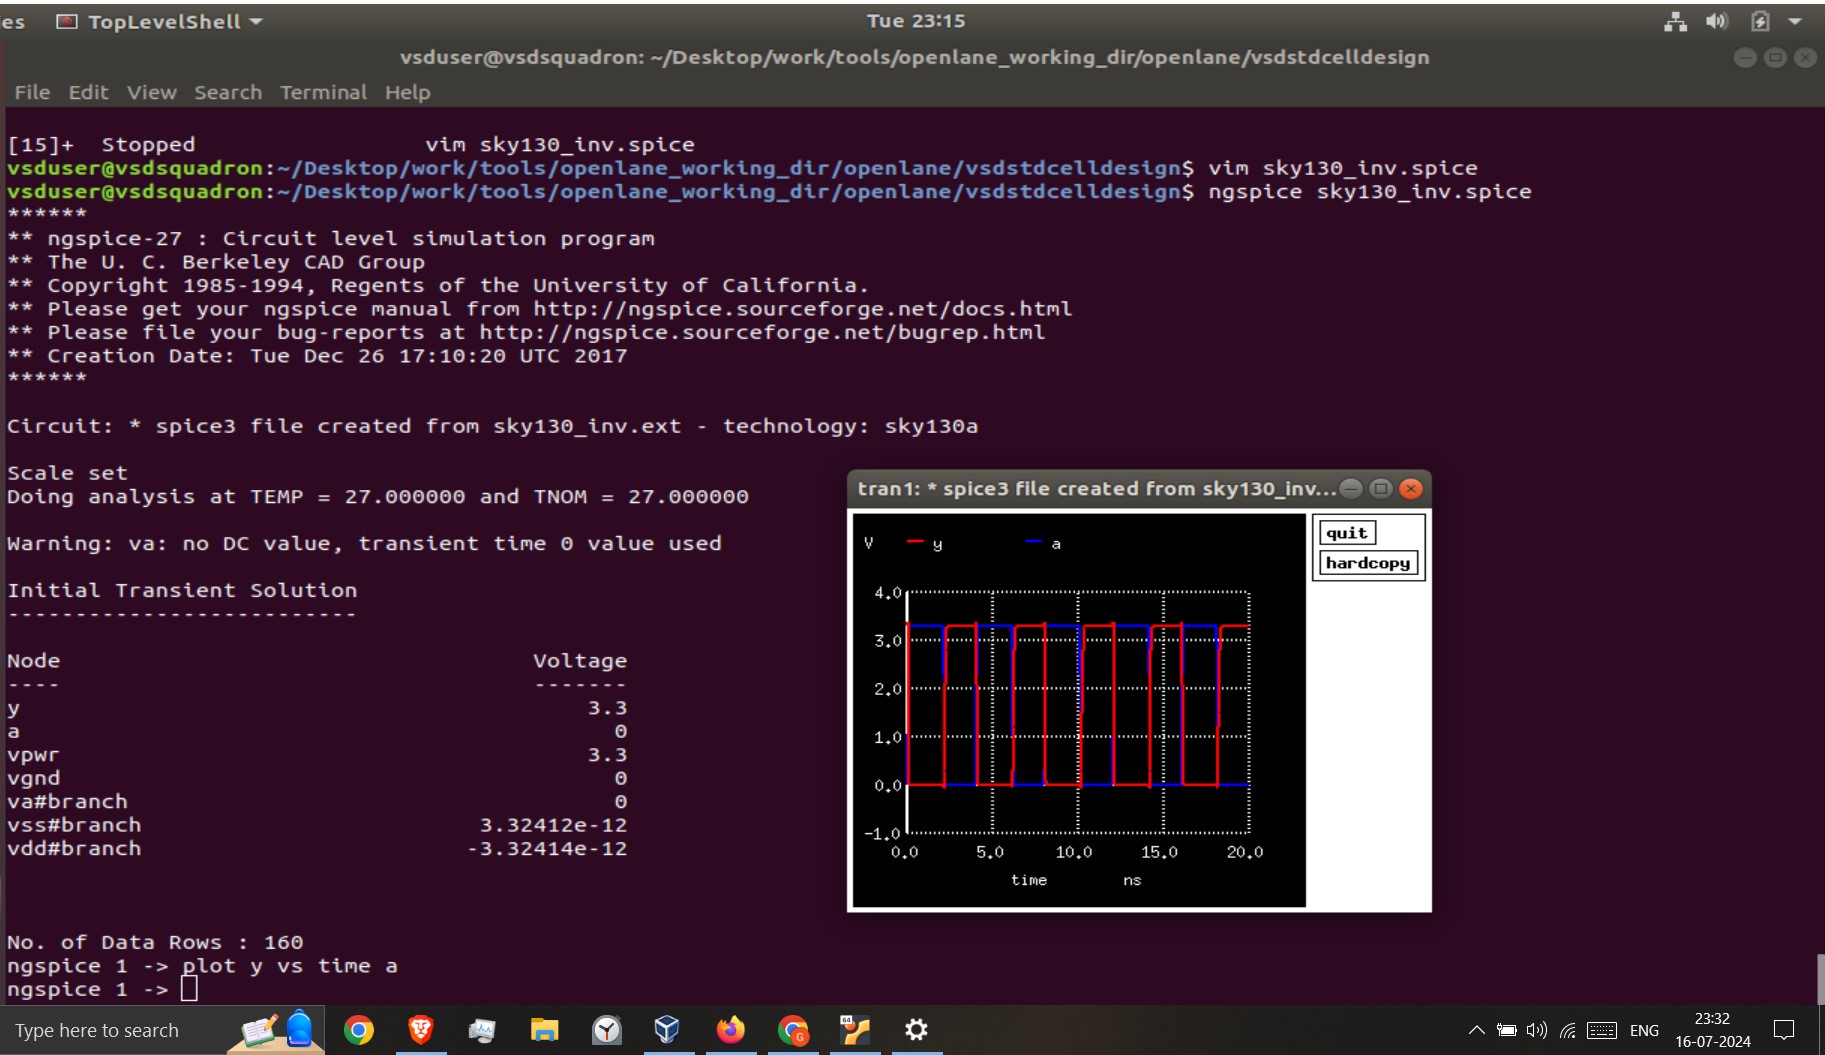 es TopLevelShell Tue 23:15
vsduser@vsdsquadron: ~/Desktop/work/tools/openlane_working_dir/openlane/vsdstdcelldesign
File Edit View Search Terminal Help
[15]+ Stopped vim sky130_inv.spice
vsduser@vsdsquadron:~/Desktop/work/tools/openlane_working_dir/openlane/vsdstdcelldesign$ vim sky130_inv.spice
vsduser@vsdsquadron:~/Desktop/work/tools/openlane_working_dir/openlane/vsdstdcelldesign$ ngspice sky130_inv.spice
******
** ngspice-27 : Circuit level simulation program
** The U. C. Berkeley CAD Group
** Copyright 1985-1994, Regents of the University of California.
** Please get your ngspice manual from http://ngspice.sourceforge.net/docs.html
** Please file your bug-reports at http://ngspice.sourceforge.net/bugrep.html
** Creation Date: Tue Dec 26 17:10:20 UTC 2017
******
Circuit: * spice3 file created from sky130_inv.ext - technology: sky130a
Scale set
Doing analysis at TEMP = 27.000000 and TNOM = 27.000000
Warning: va: no DC value, transient time 0 value used
Initial Transient Solution
--------------------------
Node Voltage
---- -------
y 3.3
a 0
vpwr 3.3
vgnd 0
va#branch 0
vss#branch 3.32412e-12
vdd#branch -3.32414e-12
No. of Data Rows : 160
ngspice 1 -> plot y vs time a
ngspice 1 ->
tran1: * spice3 file created from sky130_inv...
quit
hardcopy
V y a
4.0
3.0
2.0
1.0
0.0
-1.0
0.0 5.0 10.0 15.0 20.0
time ns
Type here to search
64
G
ENG
23:32
16-07-2024